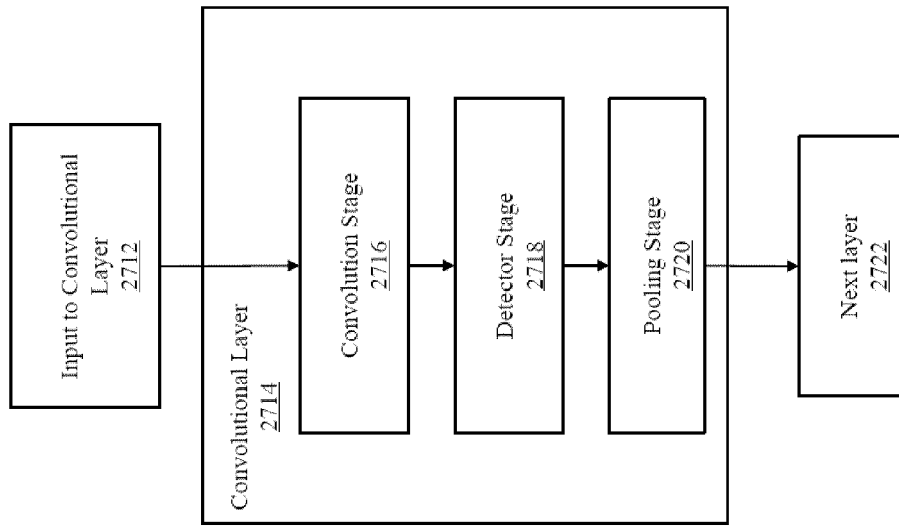 Input to Convolutional
Layer
2712
Convolutional Layer
2714
Convolution Stage
2716
Detector Stage
2718
Pooling Stage
2720
Next layer
2722